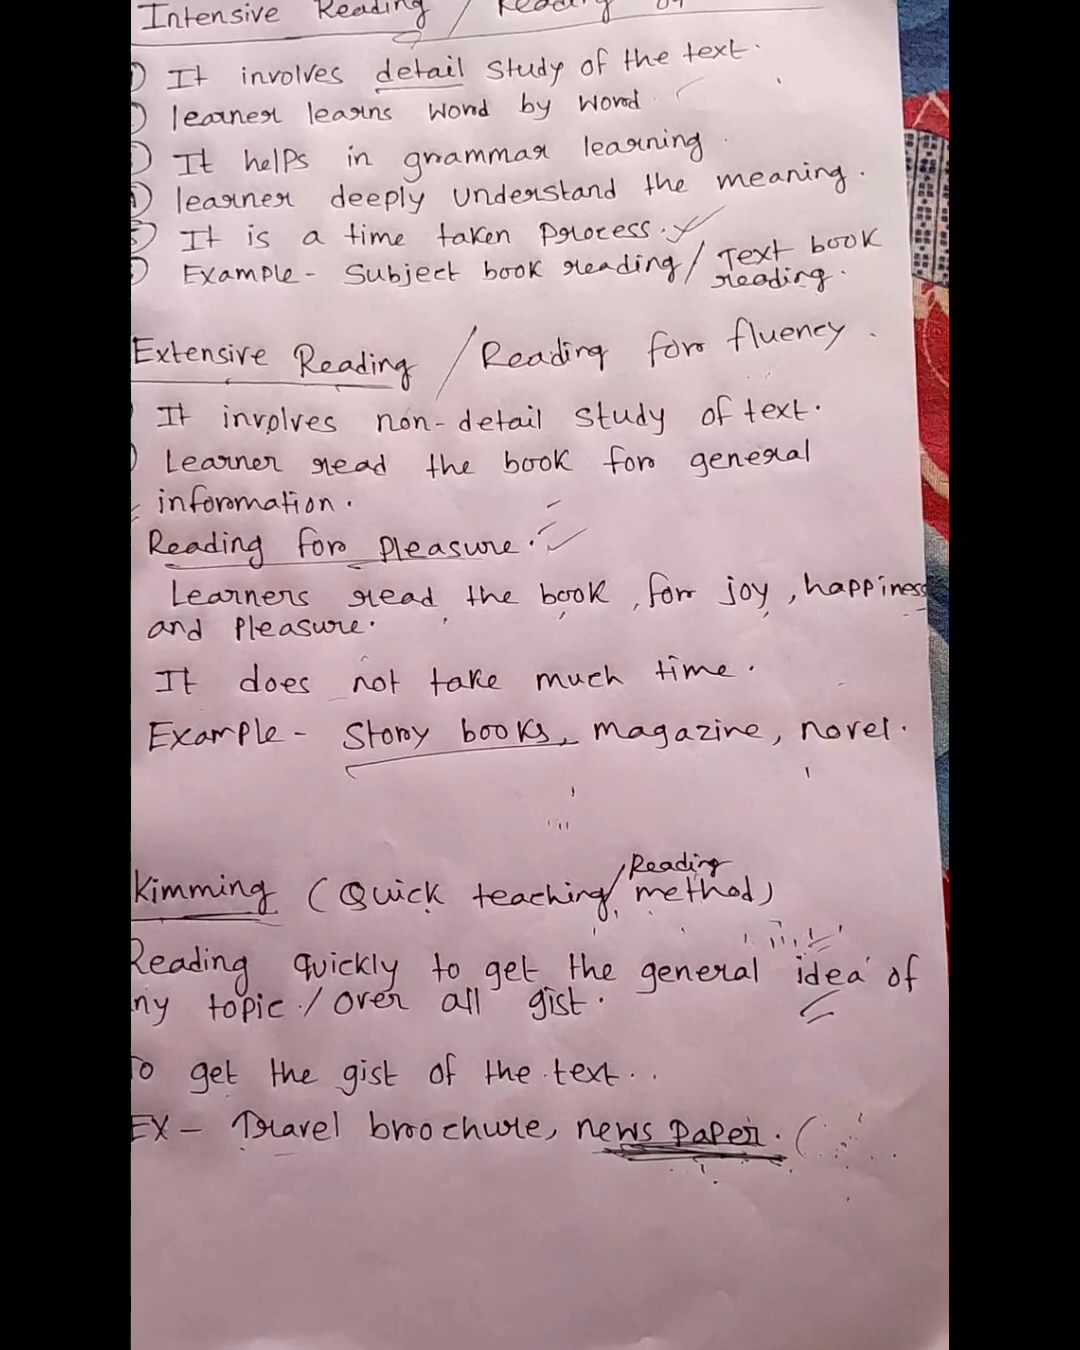 Intensive Reading / Reading
① It involves detail study of the text.
learner learns word by word
It helps in grammar learning
learner deeply understand the meaning.
It is a time taken process.
Example - Subject book reading/ Text book
reading.
Extensive Reading / Reading for fluency.
It involves non-detail study of text.
Learner read the book for general
information.
Reading for pleasure.
Learners read the book, for joy, happiness
and pleasure.
It does not take much time.
Example - Story books, magazine, novel.
kimming (Quick teaching/ Reading method)
Reading quickly to get the general idea of
ny topic / over all gist.
To get the gist of the text..
EX - Travel broochure, news paper.